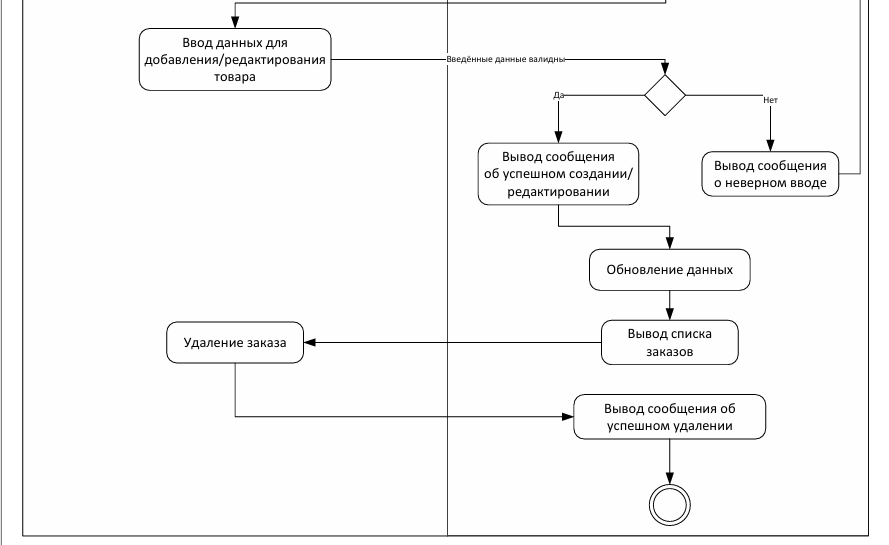 Ввод данных для
добавления/редактирования
товара
Введённые данные валидны
Да
Нет
Вывод сообщения
об успешном создании/
редактировании
Вывод сообщения
о неверном вводе
Обновление данных
Вывод списка
заказов
Удаление заказа
Вывод сообщения об
успешном удалении